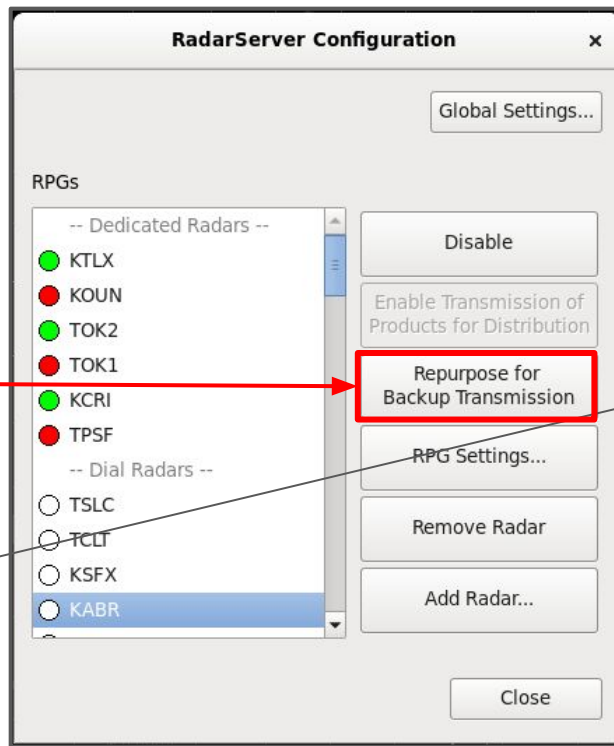 RadarServer Configuration ×
Global Settings...
RPGs
-- Dedicated Radars --
KTLX
KOUN
TOK2
TOK1
KCRI
TPSF
-- Dial Radars --
TSLC
TCLT
KSFX
KABR
Disable
Enable Transmission of
Products for Distribution
Repurpose for
Backup Transmission
RPG Settings...
Remove Radar
Add Radar...
Close